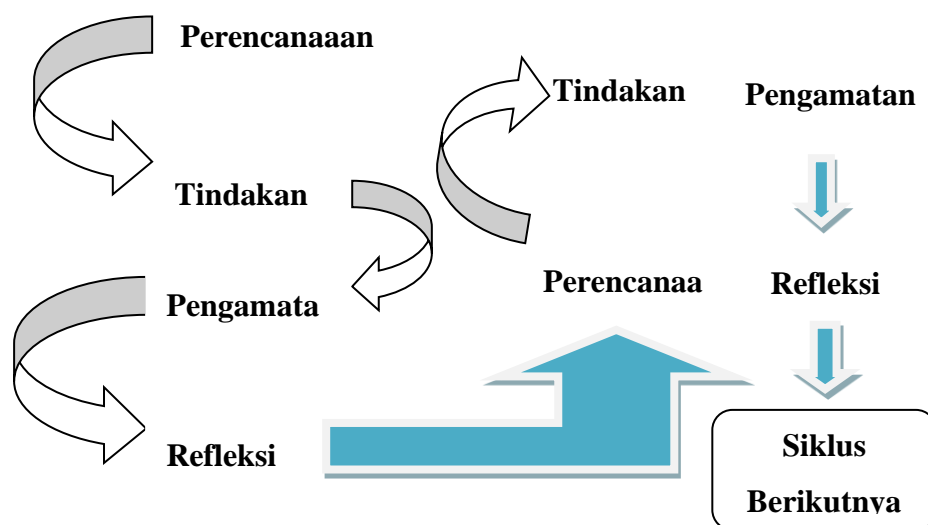 Perencanaaan
Tindakan
Pengamata
Refleksi
Perencanaa
Tindakan
Pengamatan
Refleksi
Siklus
Berikutnya